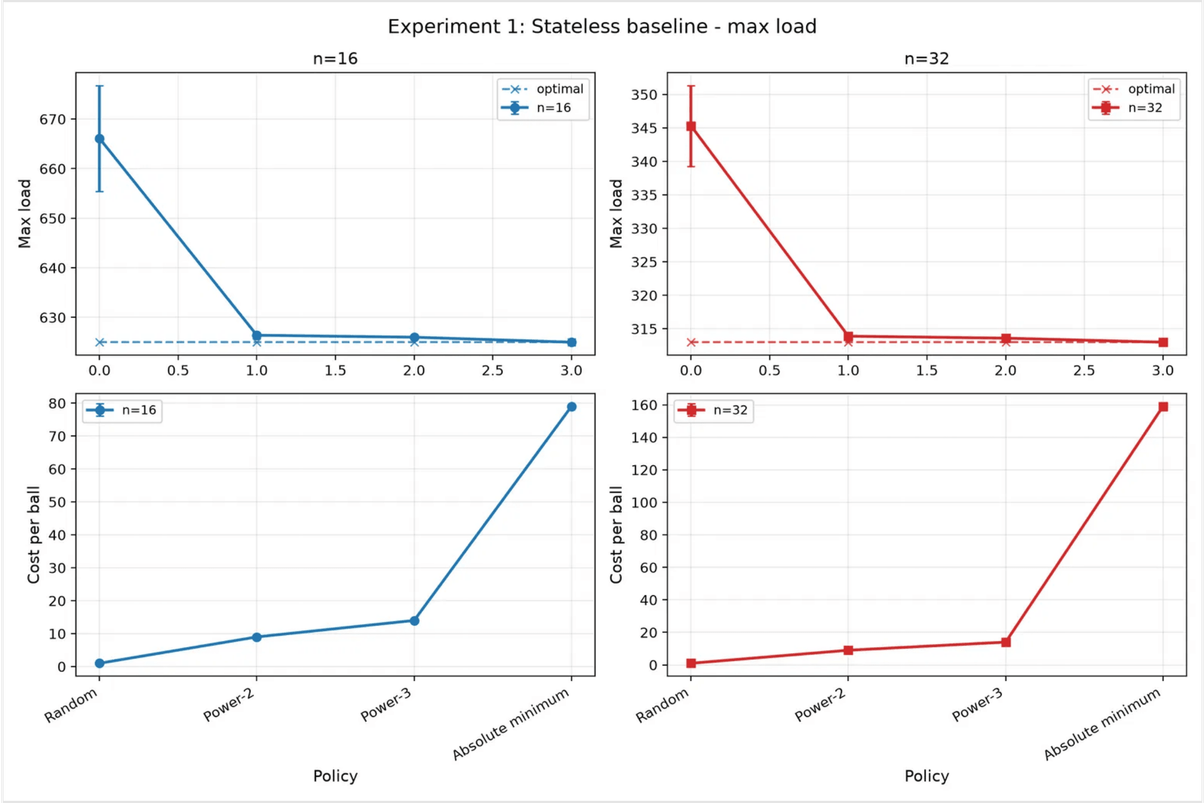 Experiment 1: Stateless baseline - max load
n=16
Max load
670
660
650
640
630
0.0 0.5 1.0 1.5 2.0 2.5 3.0
optimal
n=16
n=32
Max load
350
345
340
335
330
325
320
315
0.0 0.5 1.0 1.5 2.0 2.5 3.0
optimal
n=32
Cost per ball
80
70
60
50
40
30
20
10
0
n=16
Random Power-2 Power-3 Absolute minimum
Policy
Cost per ball
160
140
120
100
80
60
40
20
0
n=32
Random Power-2 Power-3 Absolute minimum
Policy